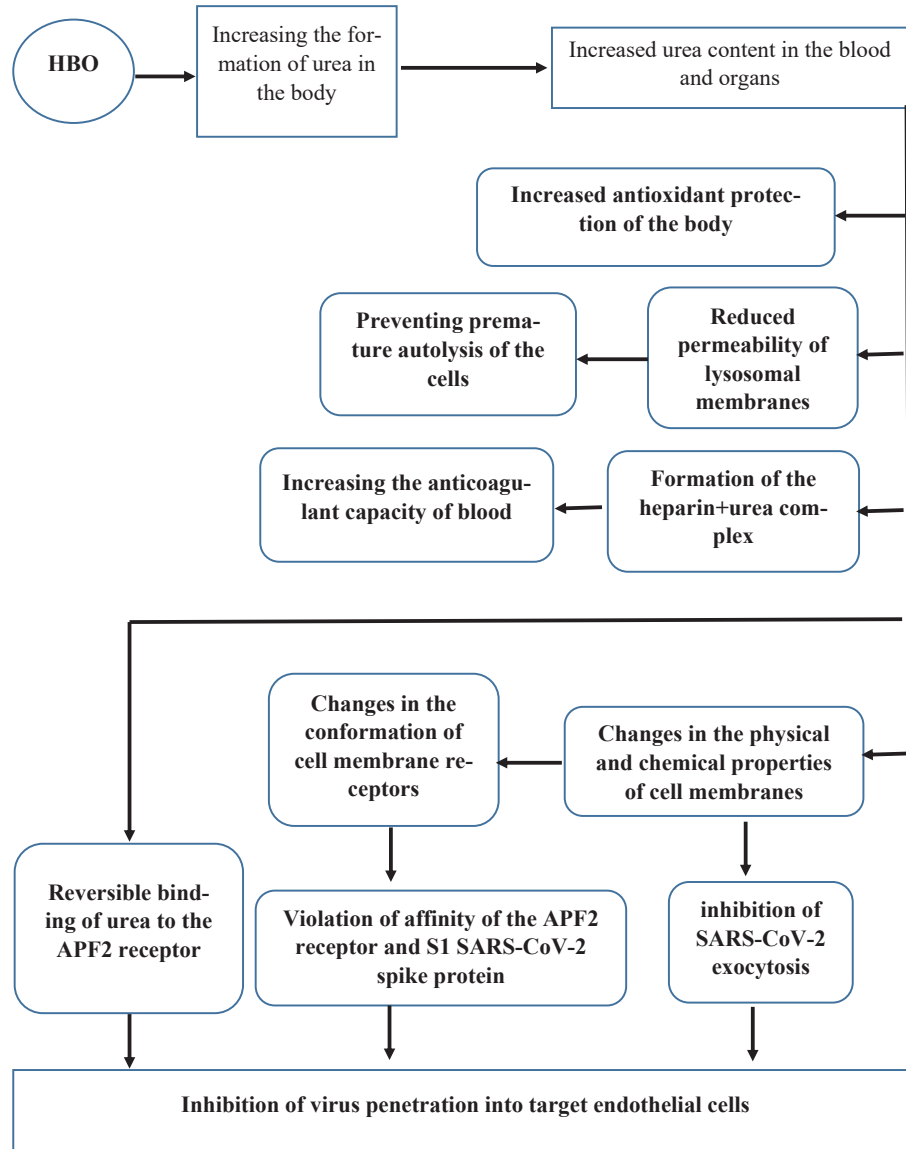 HBO
Increasing the for-
mation of urea in
the body
Increased urea content in the blood
and organs
Increased antioxidant protec-
tion of the body
Preventing prema-
ture autolysis of the
cells
Reduced
permeability of
lysosomal
membranes
Increasing the anticoagu-
lant capacity of blood
Formation of the
heparin+urea com-
plex
Changes in the
conformation of
cell membrane re-
ceptors
Changes in the physical
and chemical properties
of cell membranes
Reversible bind-
ing of urea to the
APF2 receptor
Violation of affinity of the APF2
receptor and S1 SARS-CoV-2
spike protein
inhibition of
SARS-CoV-2
exocytosis
Inhibition of virus penetration into target endothelial cells